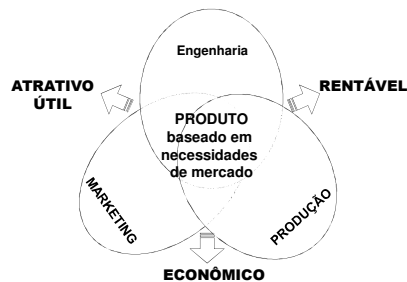 Engenharia
ATRATIVO
ÚTIL
RENTÁVEL
PRODUTO
baseado em
necessidades
de mercado
MARKETING
PRODUÇÃO
ECONÔMICO